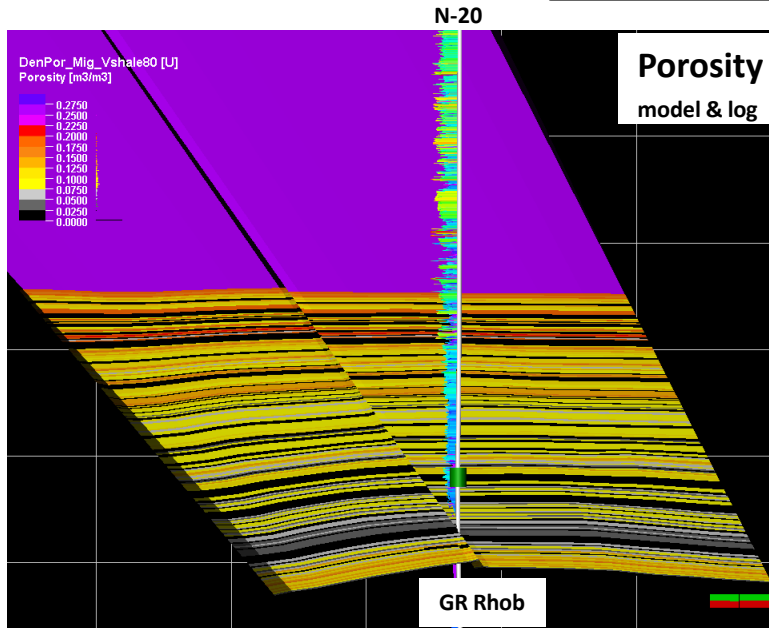 N-20
Porosity
model & log
DenPor_Mig_Vshale80 [U]
Porosity [m3/m3]
0.2750
0.2500
0.2250
0.2000
0.1750
0.1500
0.1250
0.1000
0.0750
0.0500
0.0250
0.0000
GR Rhob